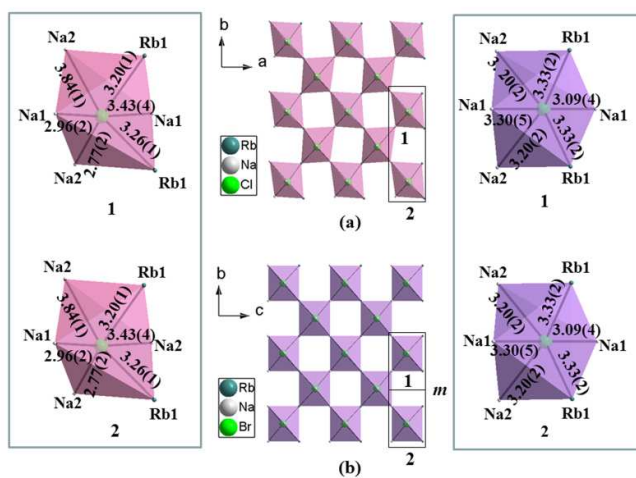 Na2
Rb1
3.84(1)
3.20(1)
3.43(4)
Na1
Na1
2.96(2)
2.77(2)
3.26(1)
Na2
Rb1
1
Na2
Rb1
3.84(1)
3.20(1)
3.43(4)
Na1
Na2
2.96(2)
2.77(2)
3.26(1)
Na2
Rb1
2
b
a
Rb
Na
Cl
1
2
(a)
b
c
Rb
Na
Br
1
m
2
(b)
Na2
Rb1
3.20(2)
3.33(2)
3.09(4)
Na1
Na1
3.30(5)
3.20(2)
3.33(2)
Na2
Rb1
1
Na2
Rb1
3.20(2)
3.33(2)
3.09(4)
Na1
Na1
3.30(5)
3.20(2)
3.33(2)
Na2
Rb1
2